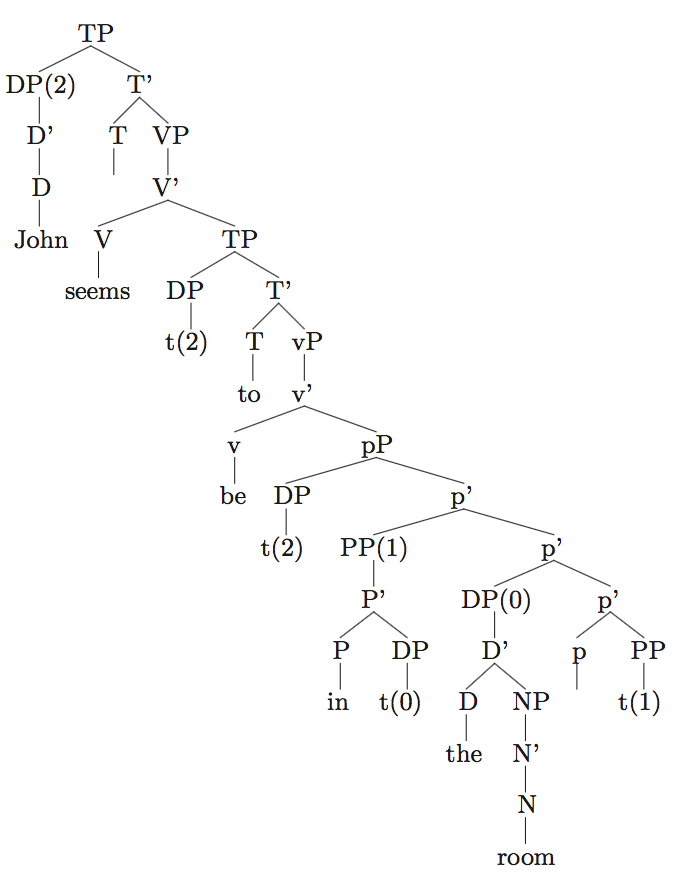 TP
DP(2) T'
D' T VP
D V'
John V TP
seems DP T'
t(2) T vP
to v'
v pP
be DP p'
t(2) PP(1) p'
P' DP(0) p'
P DP D' p PP
in t(0) D NP t(1)
the N'
N
room